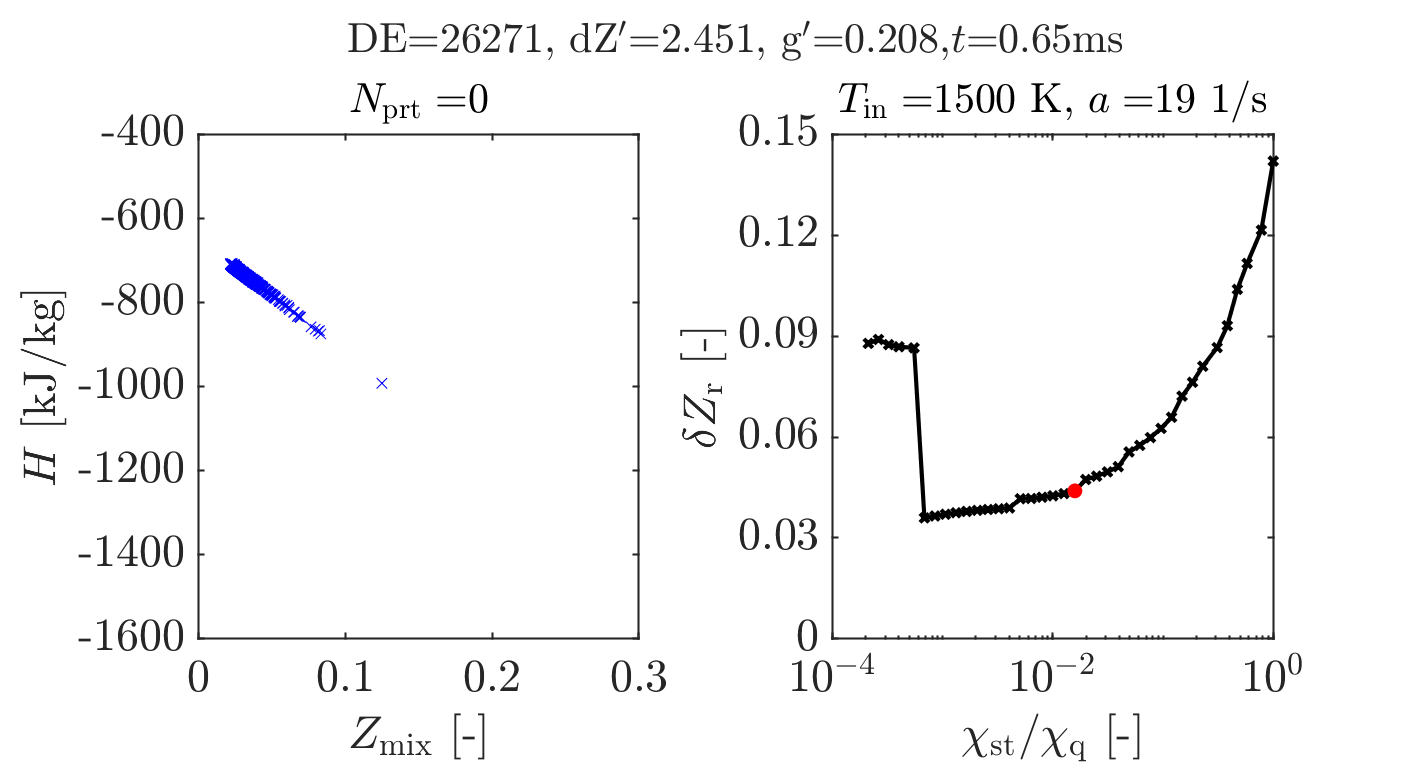 DE=26271, dZ′=2.451, g′=0.208,t=0.65ms
N_prt =0
-400
-600
-800
-1000
-1200
-1400
-1600
H [kJ/kg]
0 0.1 0.2 0.3
Z_mix [-]
T_in =1500 K, a =19 1/s
0.15
0.12
0.09
0.06
0.03
0
δZ_r [-]
10⁻⁴ 10⁻² 10⁰
χ_st/χ_q [-]